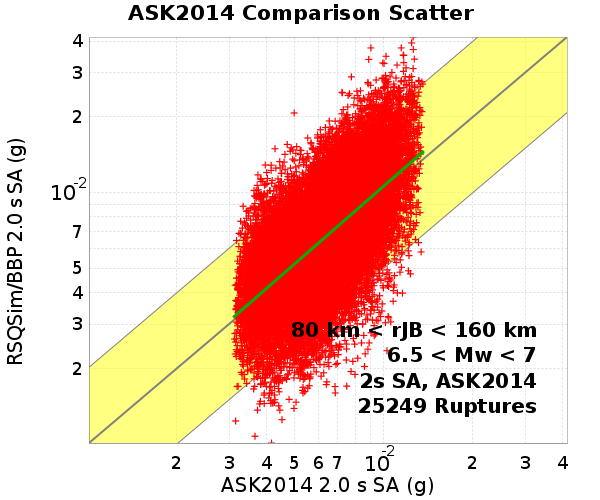 ASK2014 Comparison Scatter
RSQSim/BBP 2.0 s SA (g)
4
3
2
10-2
7
5
4
3
2
80 km < rJB < 160 km
6.5 < Mw < 7
2s SA, ASK2014
25249 Ruptures
2 3 4 5 6 7 10-2 2 3 4
ASK2014 2.0 s SA (g)